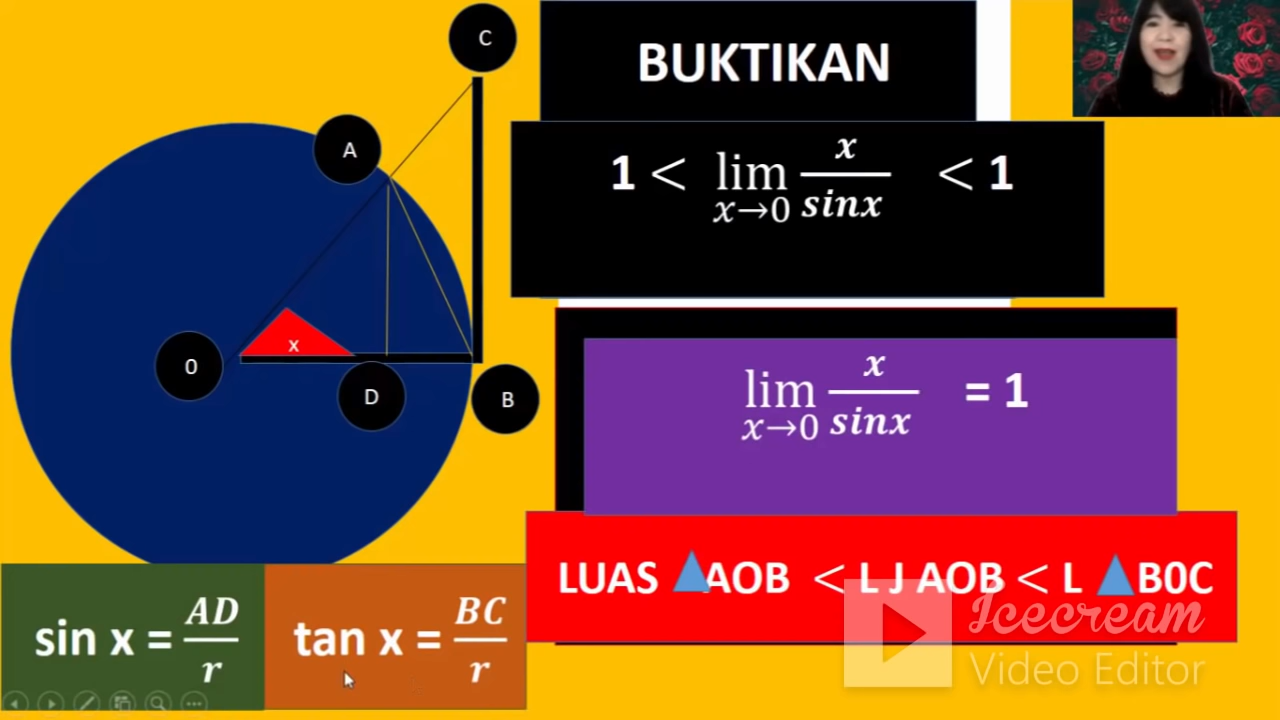 C
A
0
x
D
B
BUKTIKAN
1 < lim x→0 x/sinx < 1
lim x→0 x/sinx = 1
LUAS AOB < L J AOB < L B0C
sin x = AD/r
tan x = BC/r
Icecream
Video Editor